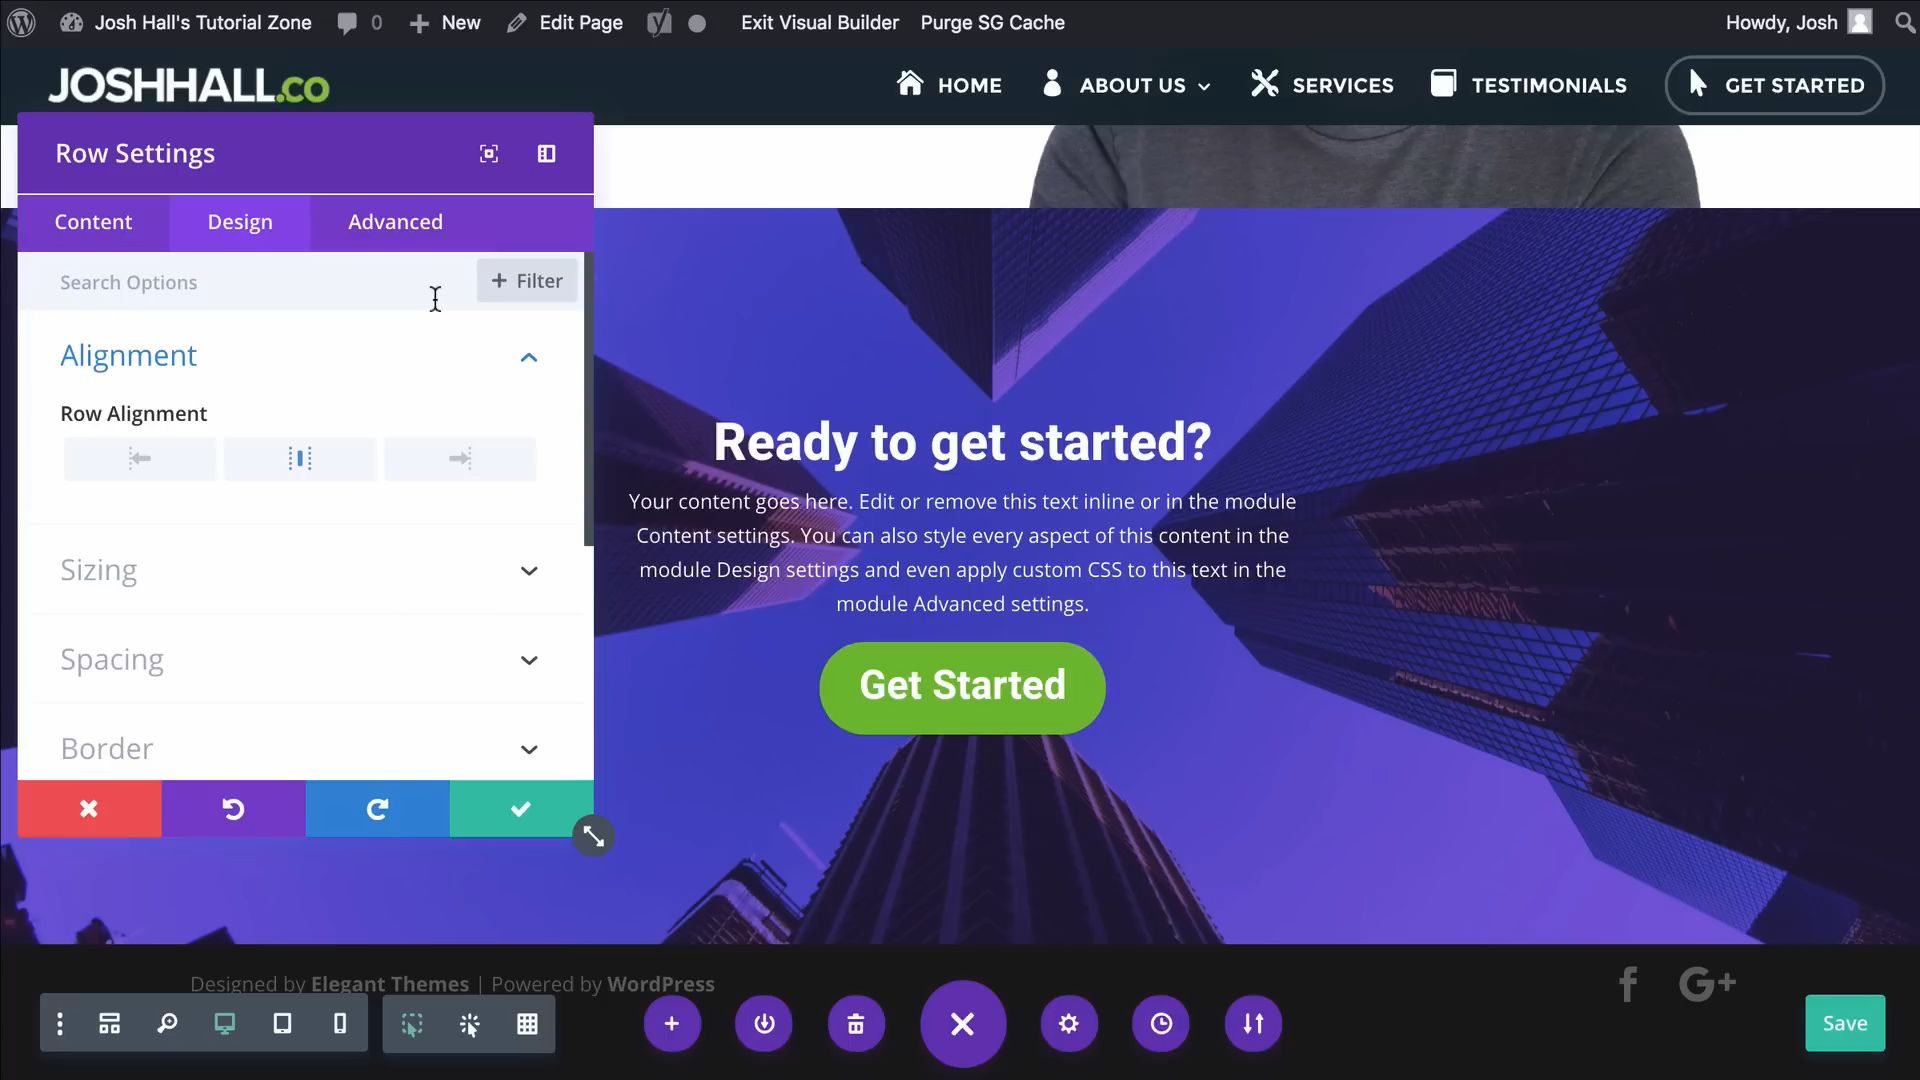 Josh Hall's Tutorial Zone 0 New Edit Page Exit Visual Builder Purge SG Cache Howdy, Josh
JOSHHALL.CO HOME ABOUT US SERVICES TESTIMONIALS GET STARTED
Row Settings
Content Design Advanced
Search Options + Filter
Alignment
Row Alignment
Sizing
Spacing
Border
Ready to get started?
Your content goes here. Edit or remove this text inline or in the module
Content settings. You can also style every aspect of this content in the
module Design settings and even apply custom CSS to this text in the
module Advanced settings.
Get Started
Designed by Elegant Themes | Powered by WordPress
Save